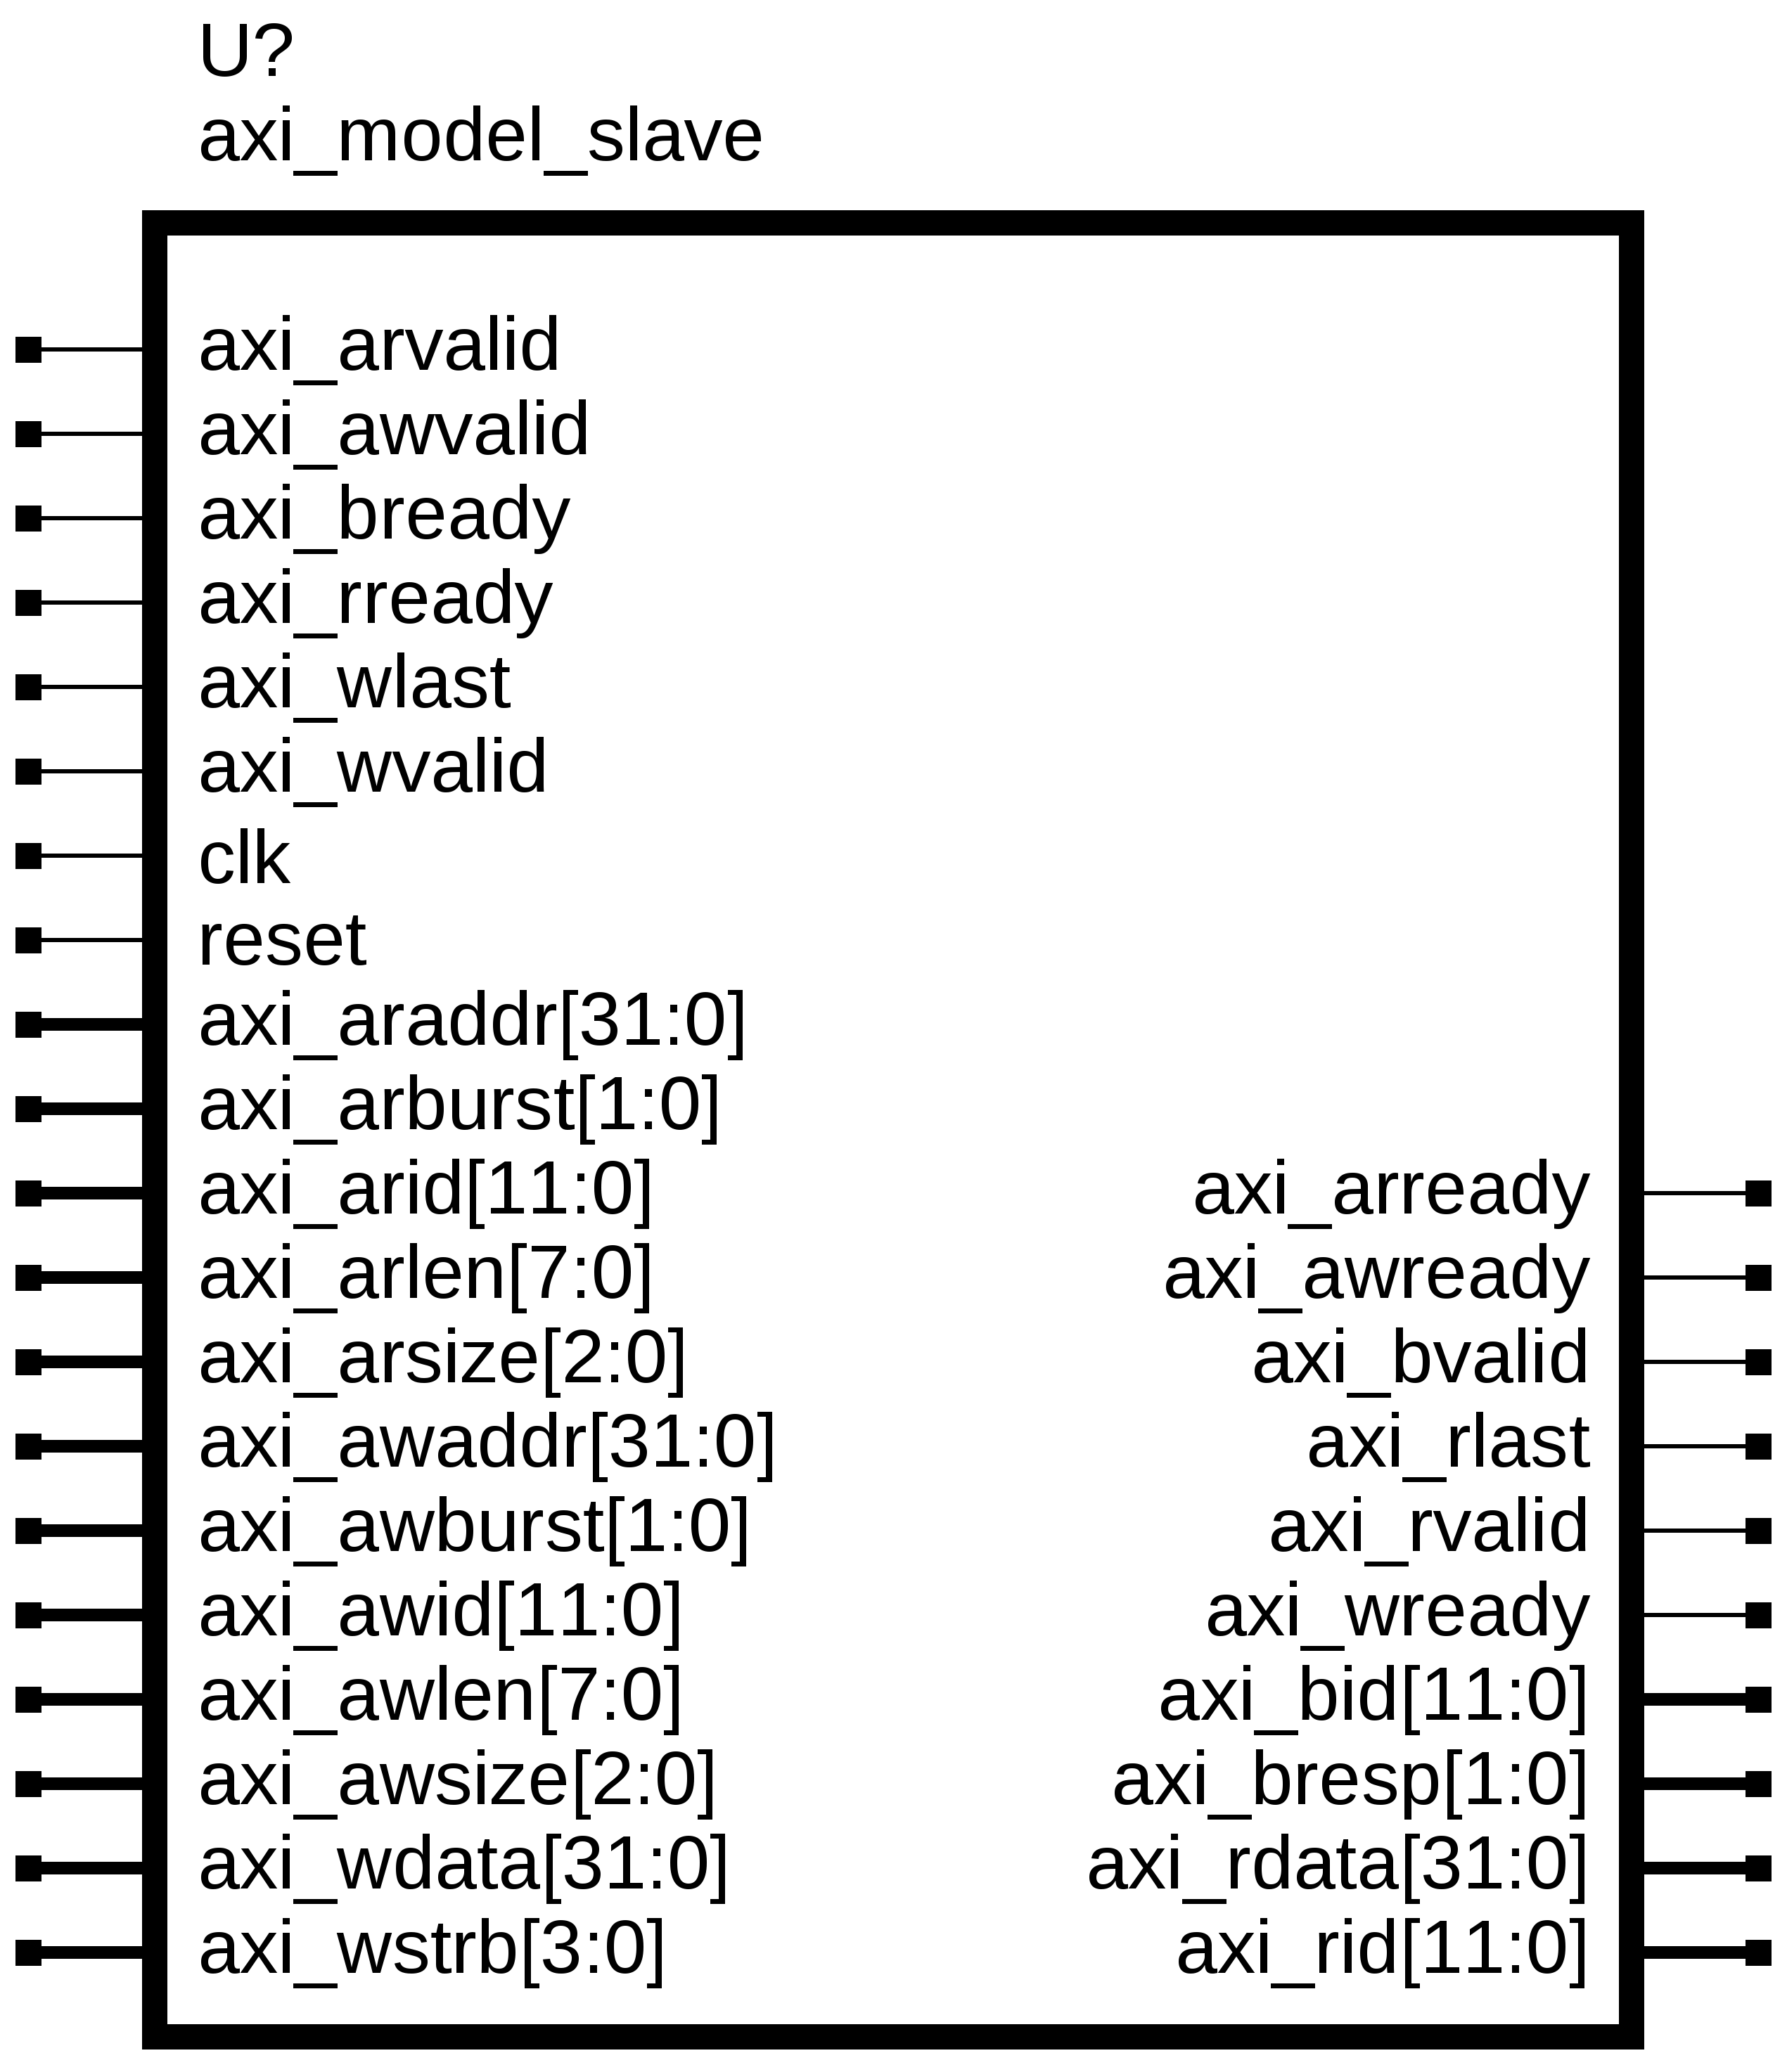 U?
axi_model_slave
axi_arvalid
axi_awvalid
axi_bready
axi_rready
axi_wlast
axi_wvalid
clk
reset
axi_araddr[31:0]
axi_arburst[1:0]
axi_arid[11:0]
axi_arlen[7:0]
axi_arsize[2:0]
axi_awaddr[31:0]
axi_awburst[1:0]
axi_awid[11:0]
axi_awlen[7:0]
axi_awsize[2:0]
axi_wdata[31:0]
axi_wstrb[3:0]
axi_arready
axi_awready
axi_bvalid
axi_rlast
axi_rvalid
axi_wready
axi_bid[11:0]
axi_bresp[1:0]
axi_rdata[31:0]
axi_rid[11:0]